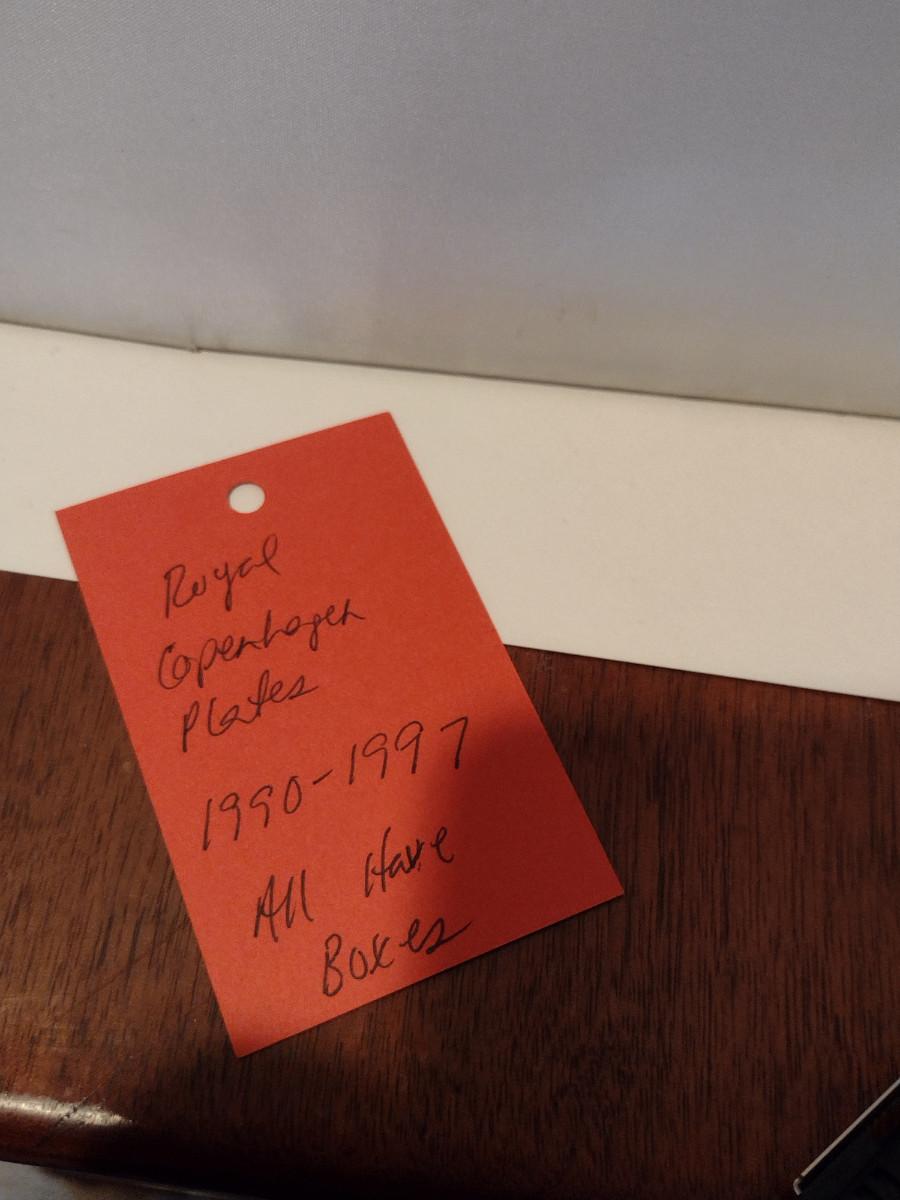 Royal
Copenhagen
Plates
1990-1997
All Have
Boxes